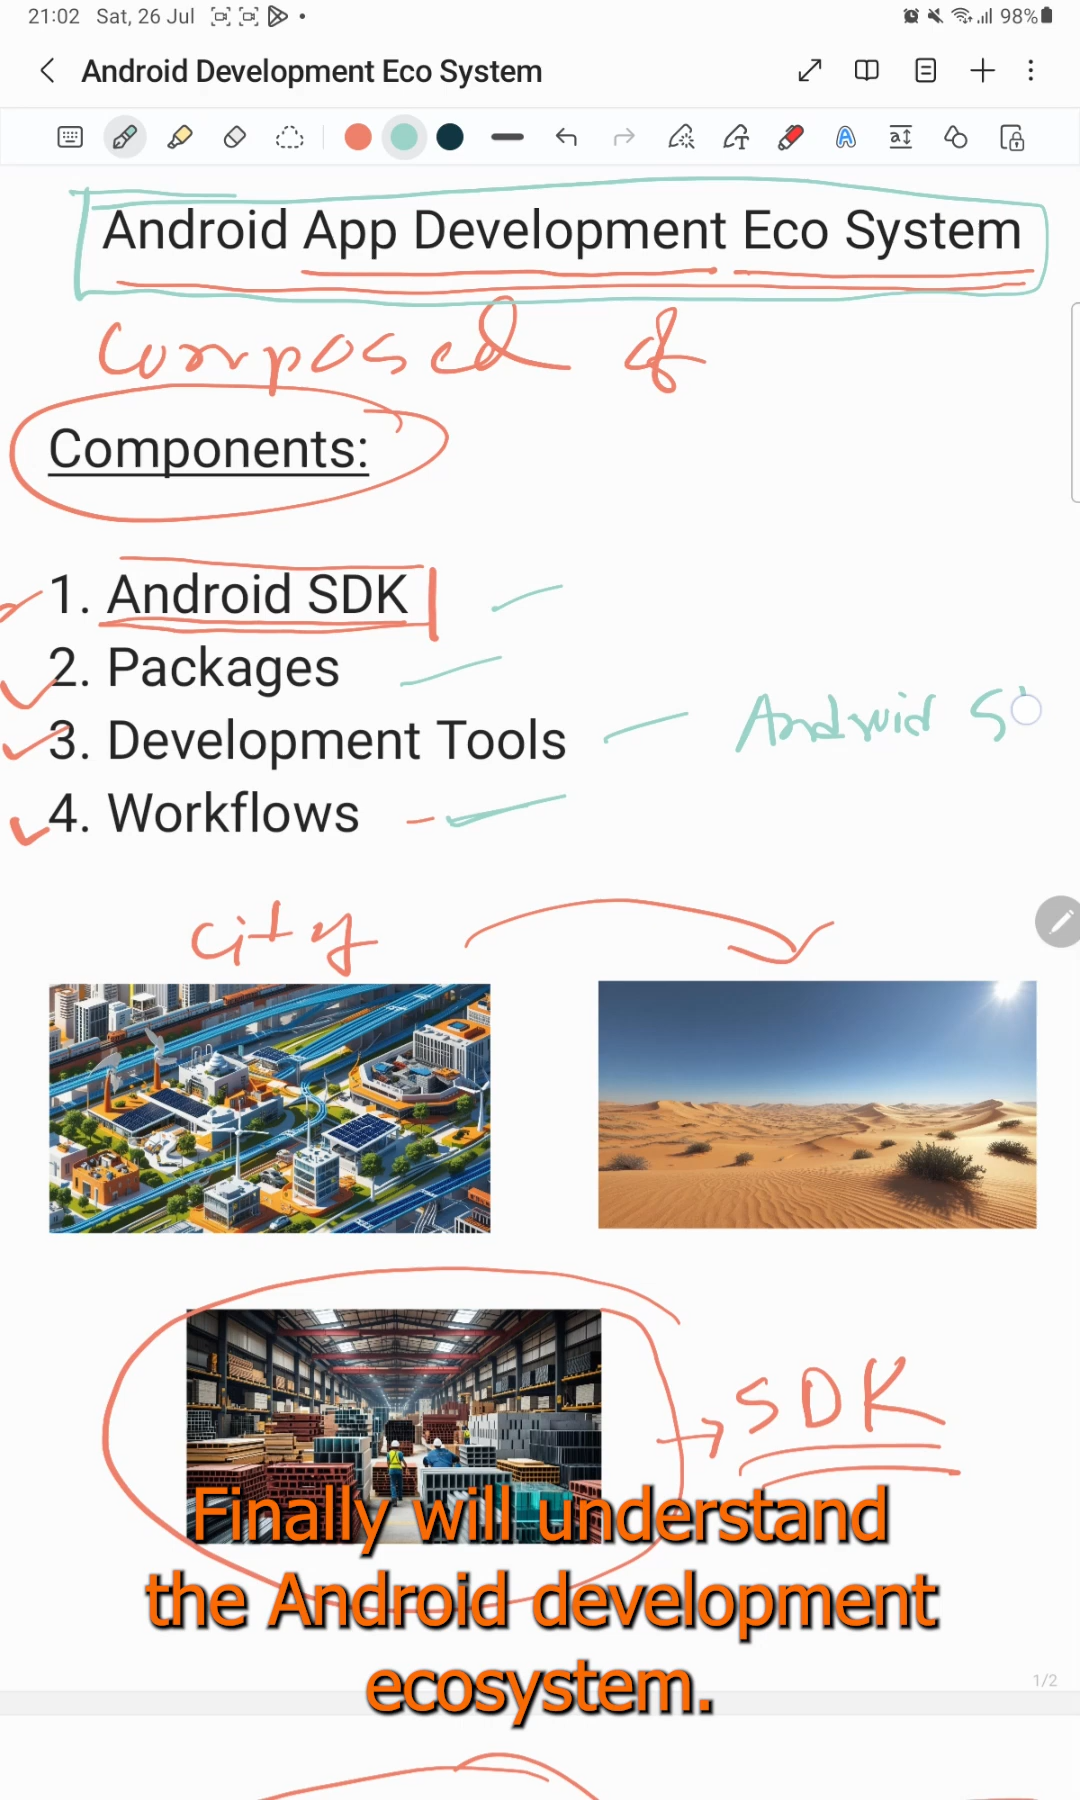 21:02 Sat, 26 Jul 98%
Android Development Eco System
Android App Development Eco System
Composed of
Components:
1. Android SDK
2. Packages
3. Development Tools
Android S
4. Workflows
city
SDK
Finally will understand
the Android development
ecosystem.
1/2